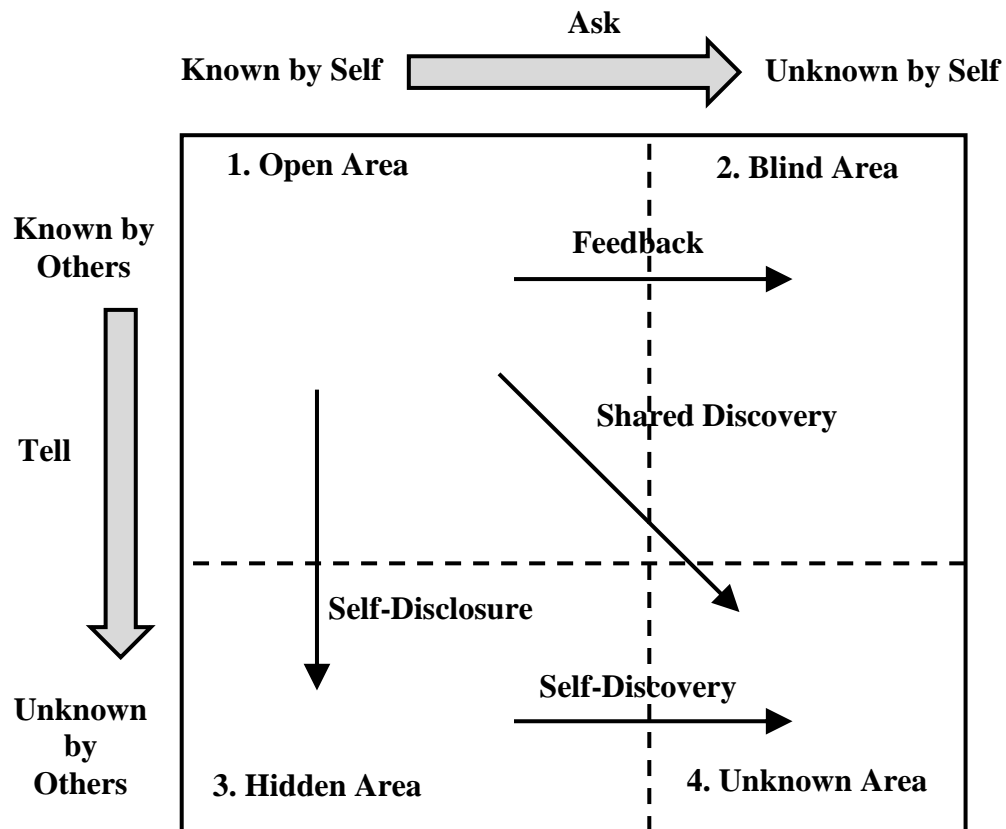 Ask
Known by Self
Unknown by Self
1. Open Area
2. Blind Area
Known by
Others
Feedback
Shared Discovery
Tell
Self-Disclosure
Self-Discovery
Unknown
by
Others
3. Hidden Area
4. Unknown Area